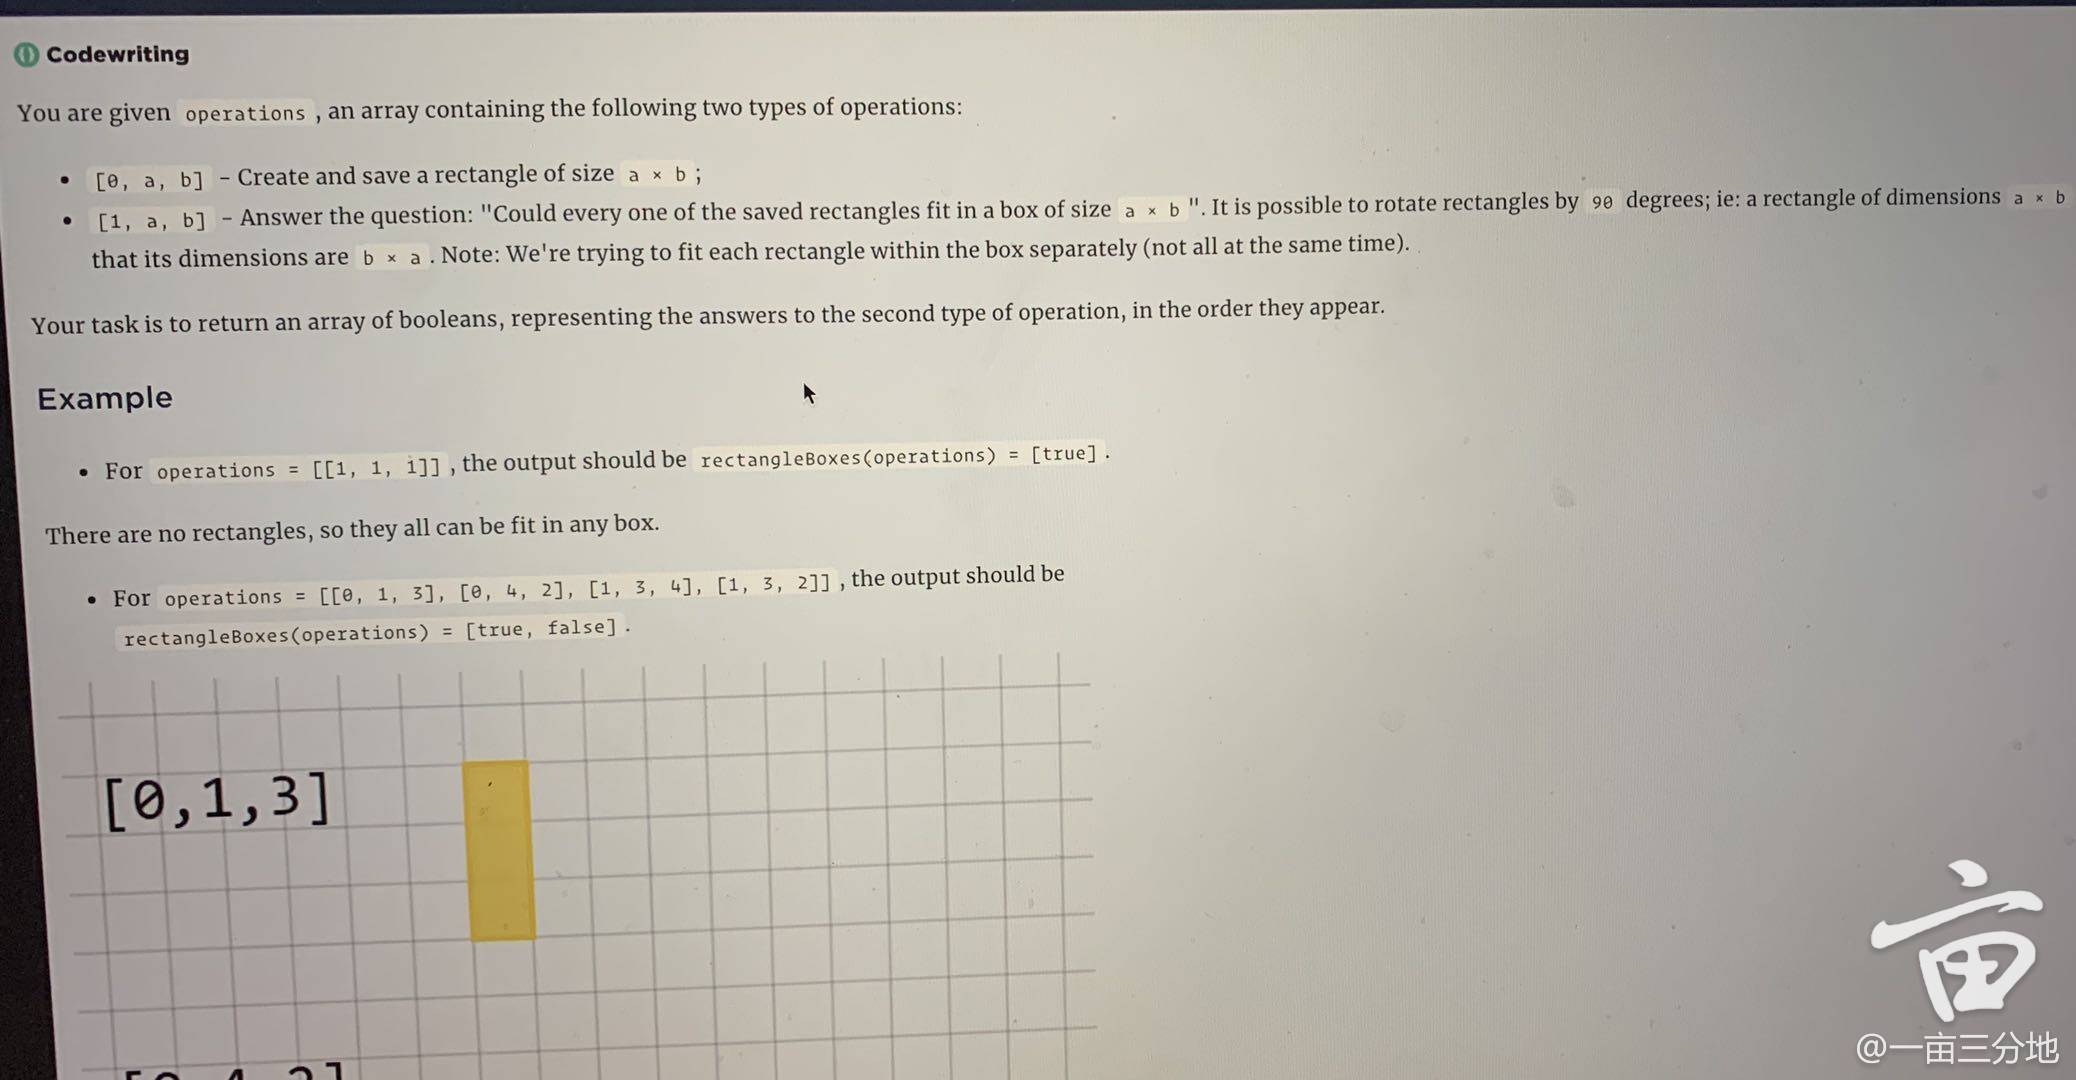 Codewriting
You are given operations , an array containing the following two types of operations:
• [0, a, b] – Create and save a rectangle of size a × b ;
• [1, a, b] – Answer the question: "Could every one of the saved rectangles fit in a box of size a × b ". It is possible to rotate rectangles by 90 degrees; ie: a rectangle of dimensions a × b
that its dimensions are b × a . Note: We're trying to fit each rectangle within the box separately (not all at the same time).
Your task is to return an array of booleans, representing the answers to the second type of operation, in the order they appear.
Example
• For operations = [[1, 1, 1]] , the output should be rectangleBoxes(operations) = [true] .
There are no rectangles, so they all can be fit in any box.
• For operations = [[0, 1, 3], [0, 4, 2], [1, 3, 4], [1, 3, 2]] , the output should be
rectangleBoxes(operations) = [true, false] .
[0,1,3]
亩
@一亩三分地